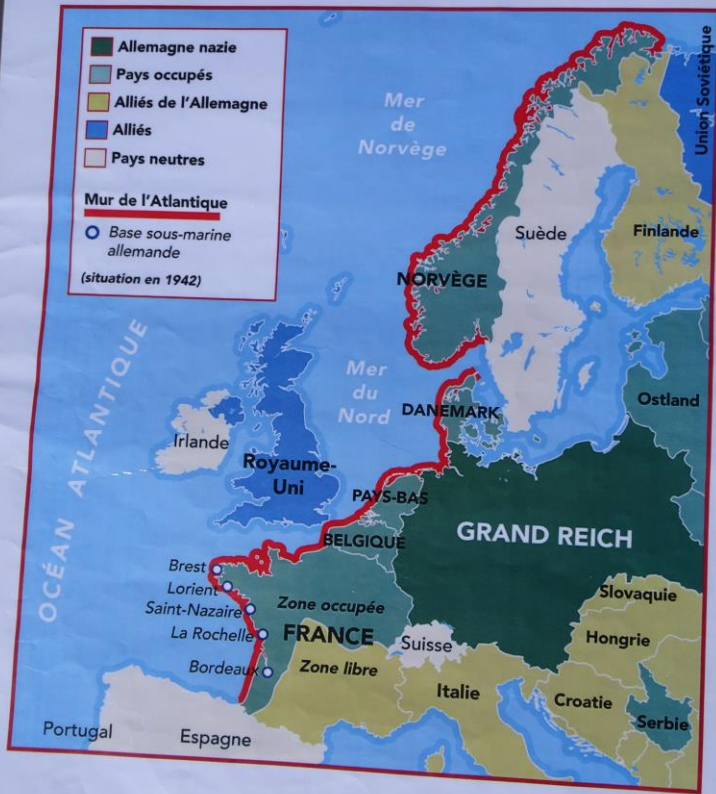 Allemagne nazie
Pays occupés
Alliés de l'Allemagne
Alliés
Pays neutres
Mur de l'Atlantique
Base sous-marine
allemande
(situation en 1942)
Mer
de
Norvège
Union Soviétique
Suède
Finlande
NORVÈGE
OCÉAN ATLANTIQUE
Mer
du
Nord
DANEMARK
Ostland
Irlande
Royaume-
Uni
PAYS-BAS
GRAND REICH
BELGIQUE
Brest
Lorient
Saint-Nazaire
La Rochelle
Bordeaux
Zone occupée
FRANCE
Zone libre
Suisse
Slovaquie
Hongrie
Italie
Croatie
Serbie
Portugal
Espagne